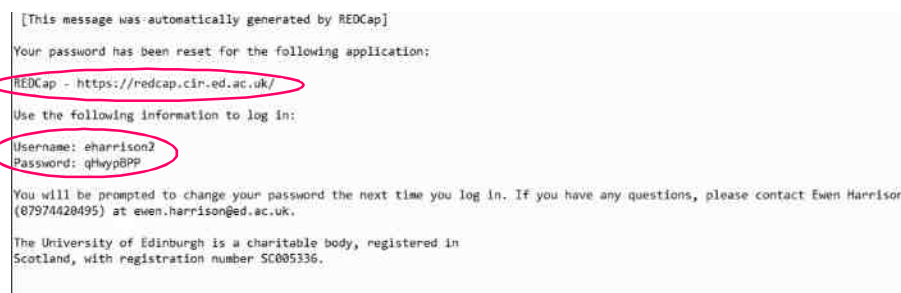 [This message was automatically generated by REDCap]
Your password has been reset for the following application:
REDCap - https://redcap.cir.ed.ac.uk/
Use the following information to log in:
Username: eharrison2
Password: qHwypBPP
You will be prompted to change your password the next time you log in. If you have any questions, please contact Ewen Harrison
(07974420495) at ewen.harrison@ed.ac.uk.
The University of Edinburgh is a charitable body, registered in
Scotland, with registration number SC005336.